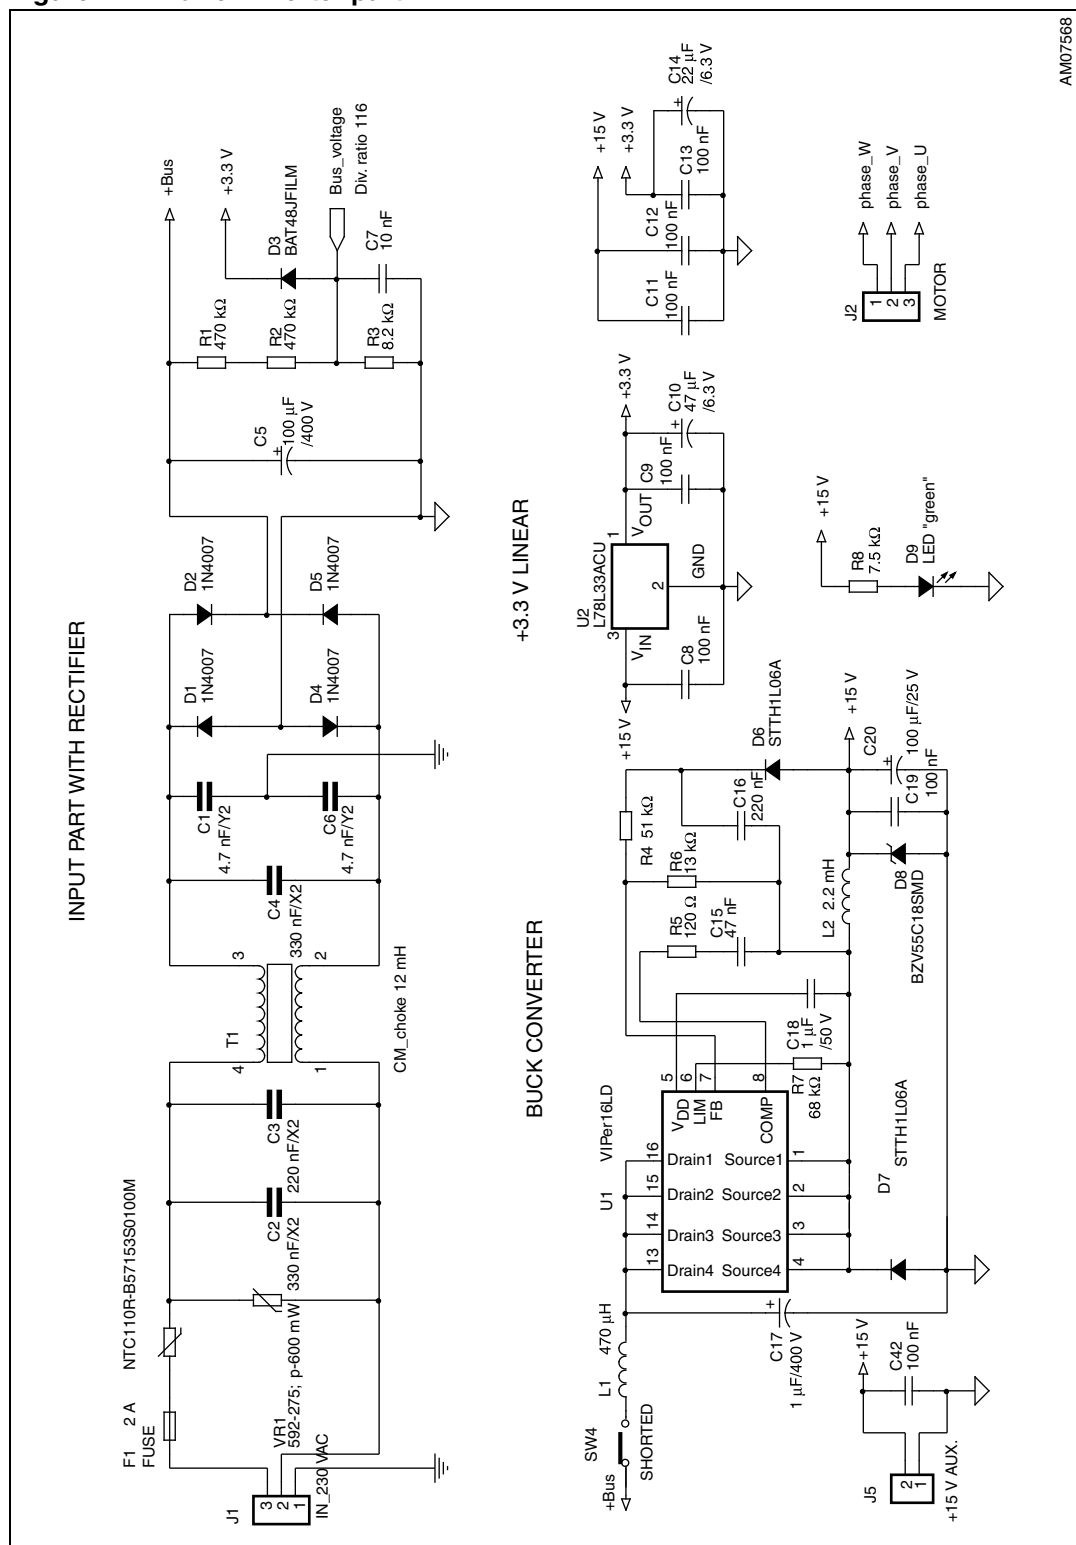 AM07568
INPUT PART WITH RECTIFIER
J1
3
2
1
IN_230 VAC
F1 2 A
FUSE
NTC110R-B57153S0100M
VR1
592-275; p-600 mW
C2
330 nF/X2
C3
220 nF/X2
T1
4
3
1
2
CM_choke 12 mH
C4
330 nF/X2
C1
4.7 nF/Y2
C6
4.7 nF/Y2
D1
1N4007
D4
1N4007
D2
1N4007
D5
1N4007
C5
+
100 µF
/400 V
R1
470 kΩ
R2
470 kΩ
R3
8.2 kΩ
D3
BAT48JFILM
C7
10 nF
+Bus
+3.3 V
Bus_voltage
Div. ratio 116
BUCK CONVERTER
+Bus
SW4
SHORTED
L1
470 µH
C17
+
1 µF/400 V
U1
VIPer16LD
13
14
15
16
Drain4
Drain3
Drain2
Drain1
Source4
Source3
Source2
Source1
4
3
2
1
5
6
7
8
VDD
LIM
FB
COMP
D7
STTH1L06A
R7
68 kΩ
C18
1 µF
/50 V
R5
120 Ω
C15
47 nF
R6
13 kΩ
R4 51 kΩ
C16
220 nF
D6
STTH1L06A
L2 2.2 mH
D8
BZV55C18SMD
C19
100 nF
C20
+
100 µF/25 V
+15 V
J5
2
1
+15 V AUX.
+15 V
C42
100 nF
+3.3 V LINEAR
+15 V
C8
100 nF
U2
L78L33ACU
3
VIN
1
VOUT
2
GND
C9
100 nF
C10
+
47 µF
/6.3 V
+3.3 V
C11
100 nF
C12
100 nF
C13
100 nF
C14
+
22 µF
/6.3 V
+15 V
+3.3 V
+15 V
R8
7.5 kΩ
D9
LED "green"
J2
1
2
3
MOTOR
phase_W
phase_V
phase_U